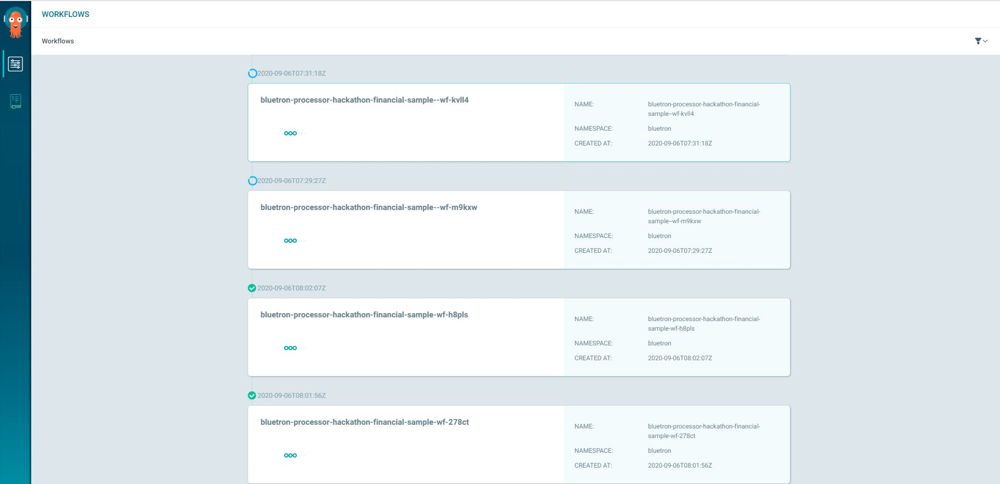 WORKFLOWS
Workflows
2020-09-06T07:31:18Z
bluetron-processor-hackathon-financial-sample--wf-kvll4
NAME: bluetron-processor-hackathon-financial-
sample--wf-kvll4
NAMESPACE: bluetron
CREATED AT: 2020-09-06T07:31:18Z
2020-09-06T07:29:27Z
bluetron-processor-hackathon-financial-sample--wf-m9kxw
NAME: bluetron-processor-hackathon-financial-
sample--wf-m9kxw
NAMESPACE: bluetron
CREATED AT: 2020-09-06T07:29:27Z
2020-09-06T08:02:07Z
bluetron-processor-hackathon-financial-sample-wf-h8pls
NAME: bluetron-processor-hackathon-financial-
sample-wf-h8pls
NAMESPACE: bluetron
CREATED AT: 2020-09-06T08:02:07Z
2020-09-06T08:01:56Z
bluetron-processor-hackathon-financial-sample-wf-278ct
NAME: bluetron-processor-hackathon-financial-
sample-wf-278ct
NAMESPACE: bluetron
CREATED AT: 2020-09-06T08:01:56Z